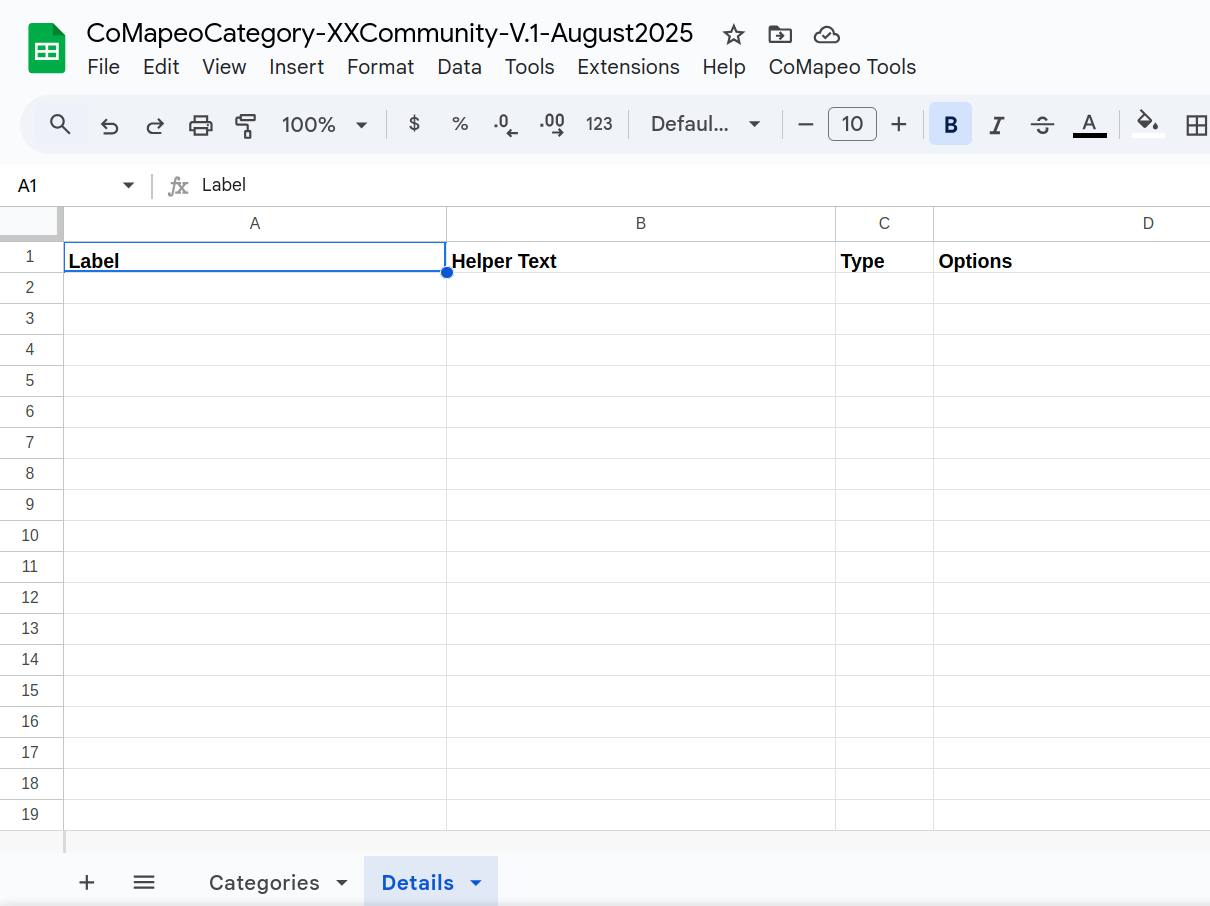 CoMapeoCategory-XXCommunity-V.1-August2025
File Edit View Insert Format Data Tools Extensions Help CoMapeo Tools
100% $ % .0 .00 123 Defaul... 10 B I S A
A1 fx Label
A B C D
1 Label Helper Text Type Options
2
3
4
5
6
7
8
9
10
11
12
13
14
15
16
17
18
19
Categories Details